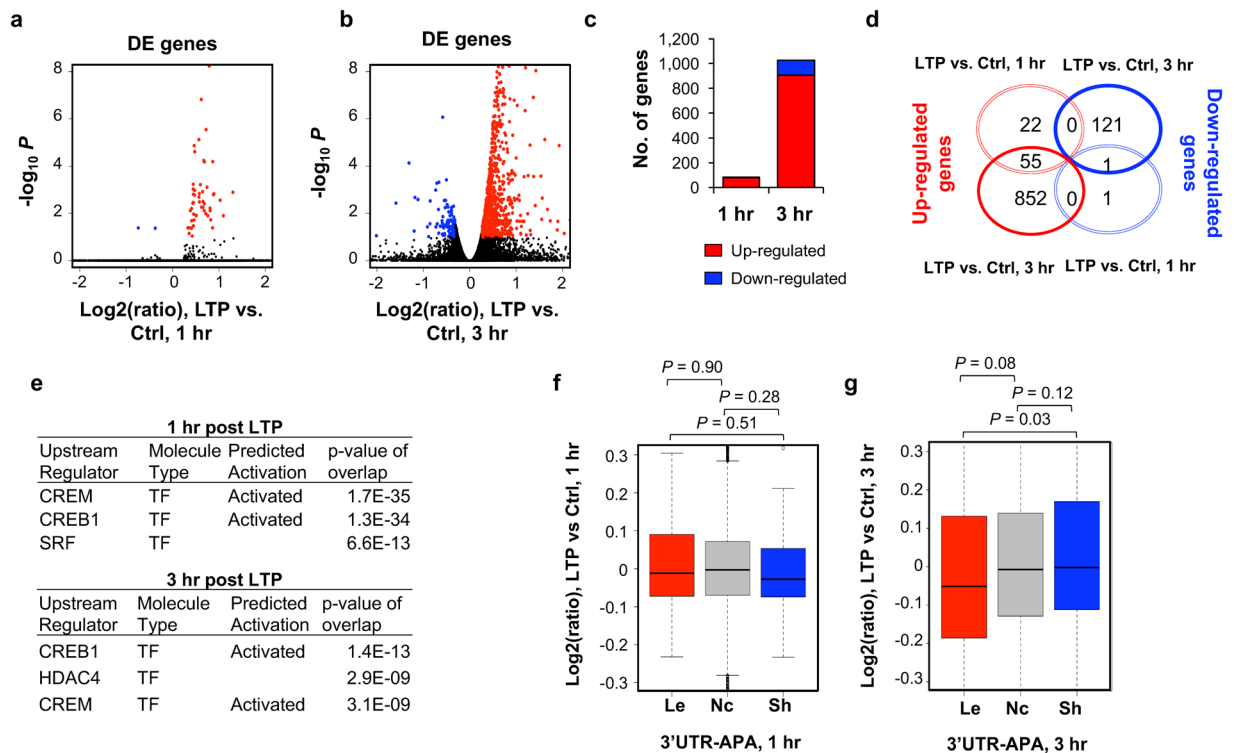 a
DE genes
8
6
4
2
0
-log10 P
-2 -1 0 1 2
Log2(ratio), LTP vs.
Ctrl, 1 hr
b
DE genes
8
6
4
2
0
-log10 P
-2 -1 0 1 2
Log2(ratio), LTP vs.
Ctrl, 3 hr
c
1,200
1,000
800
600
400
200
0
No. of genes
1 hr 3 hr
Up-regulated
Down-regulated
d
LTP vs. Ctrl, 1 hr LTP vs. Ctrl, 3 hr
Up-regulated
genes
Down-regulated
genes
22 0 121
55 1
852 0 1
LTP vs. Ctrl, 3 hr LTP vs. Ctrl, 1 hr
e
1 hr post LTP
Upstream Molecule Predicted p-value of
Regulator Type Activation overlap
CREM TF Activated 1.7E-35
CREB1 TF Activated 1.3E-34
SRF TF 6.6E-13
3 hr post LTP
Upstream Molecule Predicted p-value of
Regulator Type Activation overlap
CREB1 TF Activated 1.4E-13
HDAC4 TF 2.9E-09
CREM TF Activated 3.1E-09
f
P = 0.90
P = 0.28
P = 0.51
0.3
0.2
0.1
0
-0.1
-0.2
-0.3
Log2(ratio), LTP vs Ctrl, 1 hr
Le Nc Sh
3'UTR-APA, 1 hr
g
P = 0.08
P = 0.12
P = 0.03
0.3
0.2
0.1
0
-0.1
-0.2
-0.3
Log2(ratio), LTP vs Ctrl, 3 hr
Le Nc Sh
3'UTR-APA, 3 hr